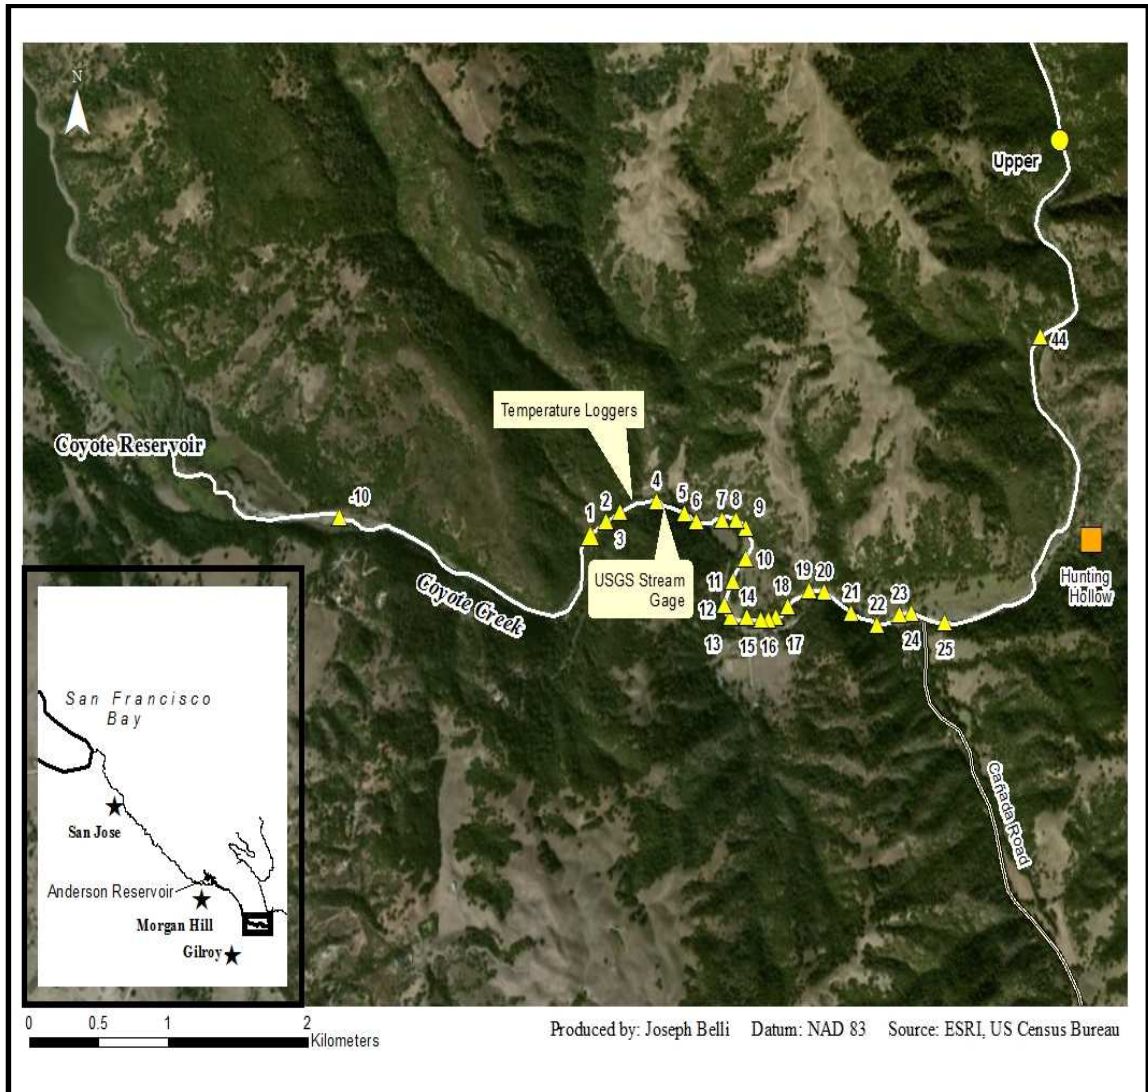 N
Upper
44
Temperature Loggers
Coyote Reservoir
-10
1
2
3
4
5
6
7
8
9
10
11
12
13
14
15
16
17
18
19
20
21
22
23
24
25
USGS Stream
Gage
Coyote Creek
Hunting
Hollow
Cañada Road
San Francisco
Bay
San Jose
Anderson Reservoir
Morgan Hill
Gilroy
0 0.5 1 2
Kilometers
Produced by: Joseph Belli Datum: NAD 83 Source: ESRI, US Census Bureau